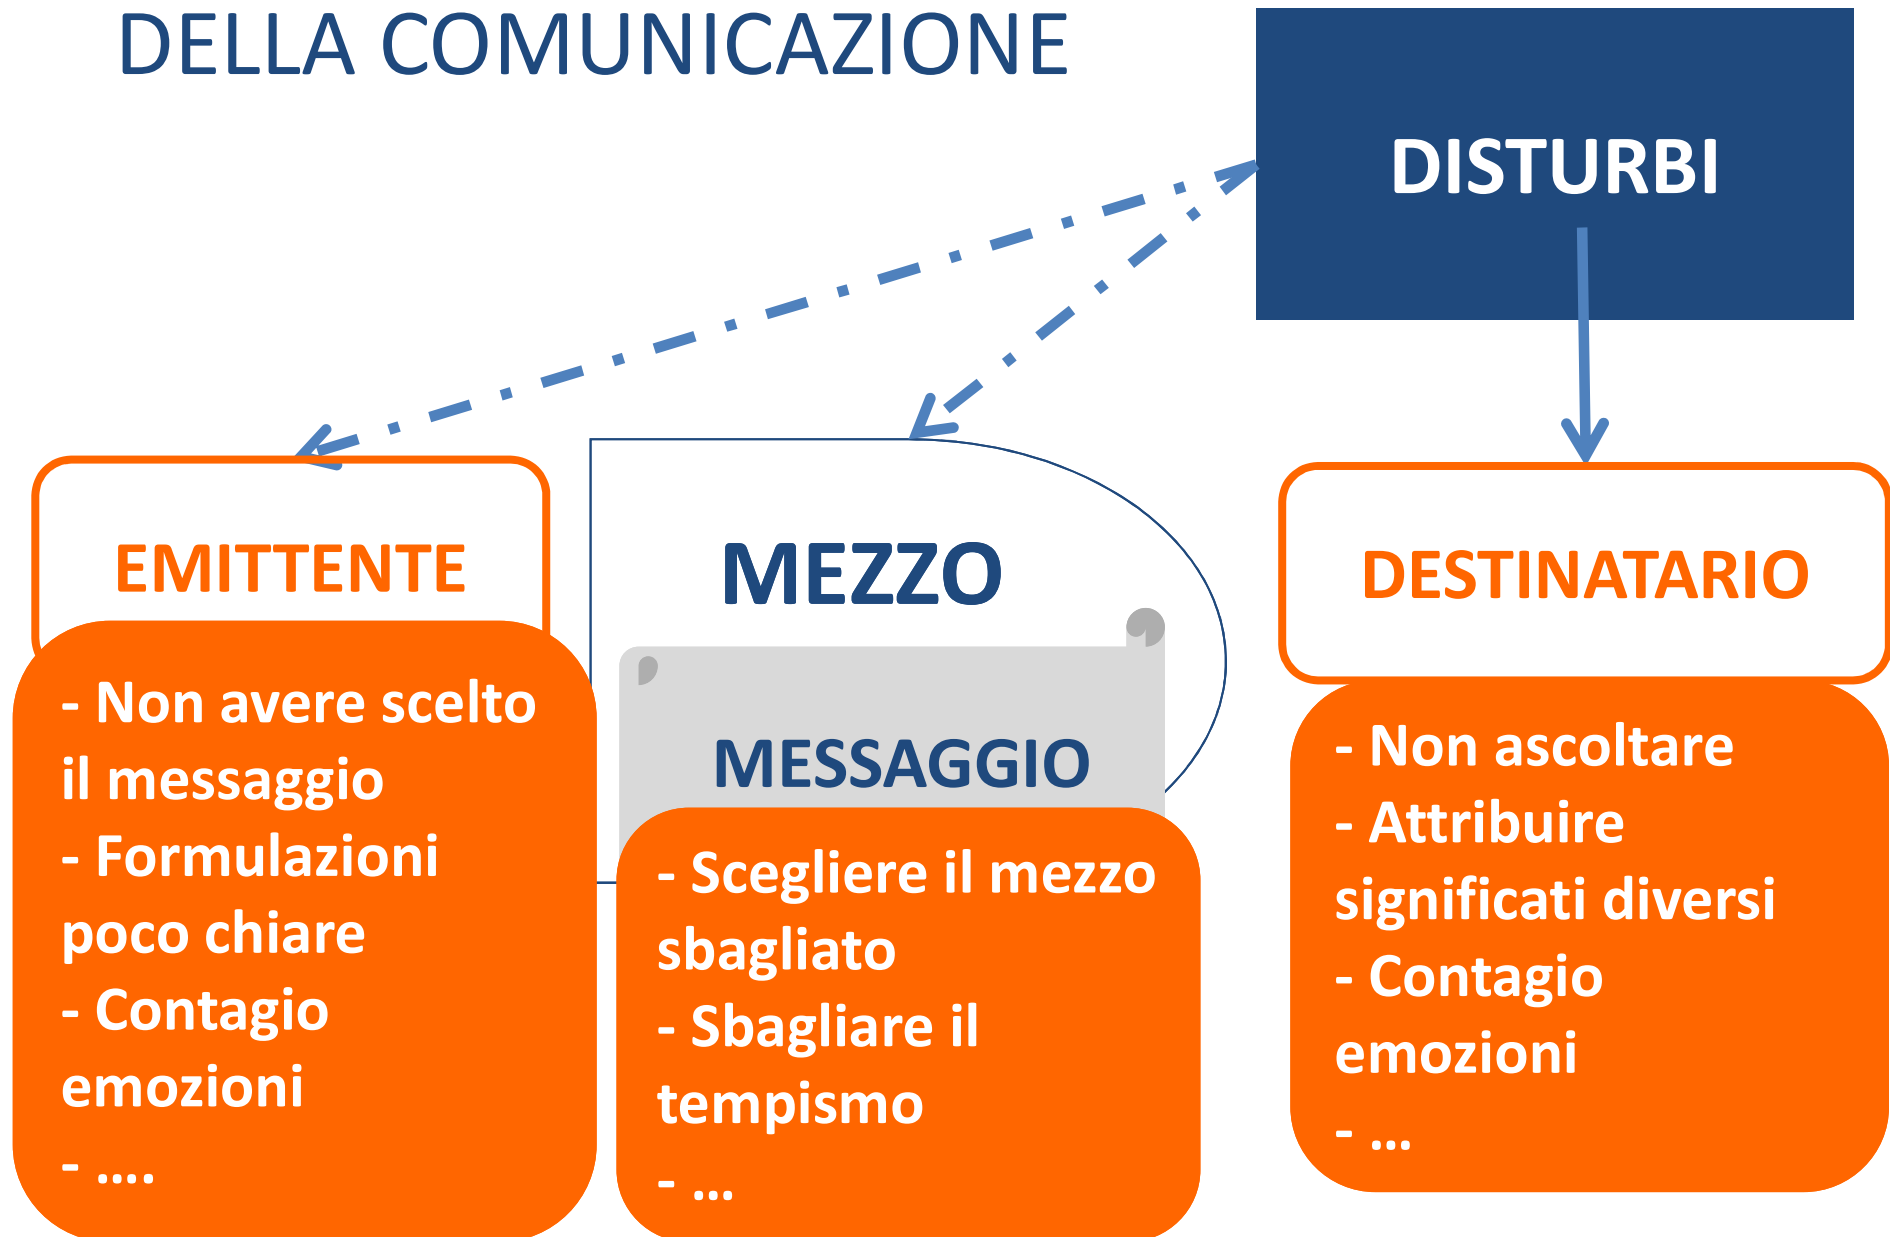 DELLA COMUNICAZIONE
DISTURBI
EMITTENTE
- Non avere scelto
il messaggio
- Formulazioni
poco chiare
- Contagio
emozioni
- ....
MEZZO
MESSAGGIO
- Scegliere il mezzo
sbagliato
- Sbagliare il
tempismo
- ...
DESTINATARIO
- Non ascoltare
- Attribuire
significati diversi
- Contagio
emozioni
- ...